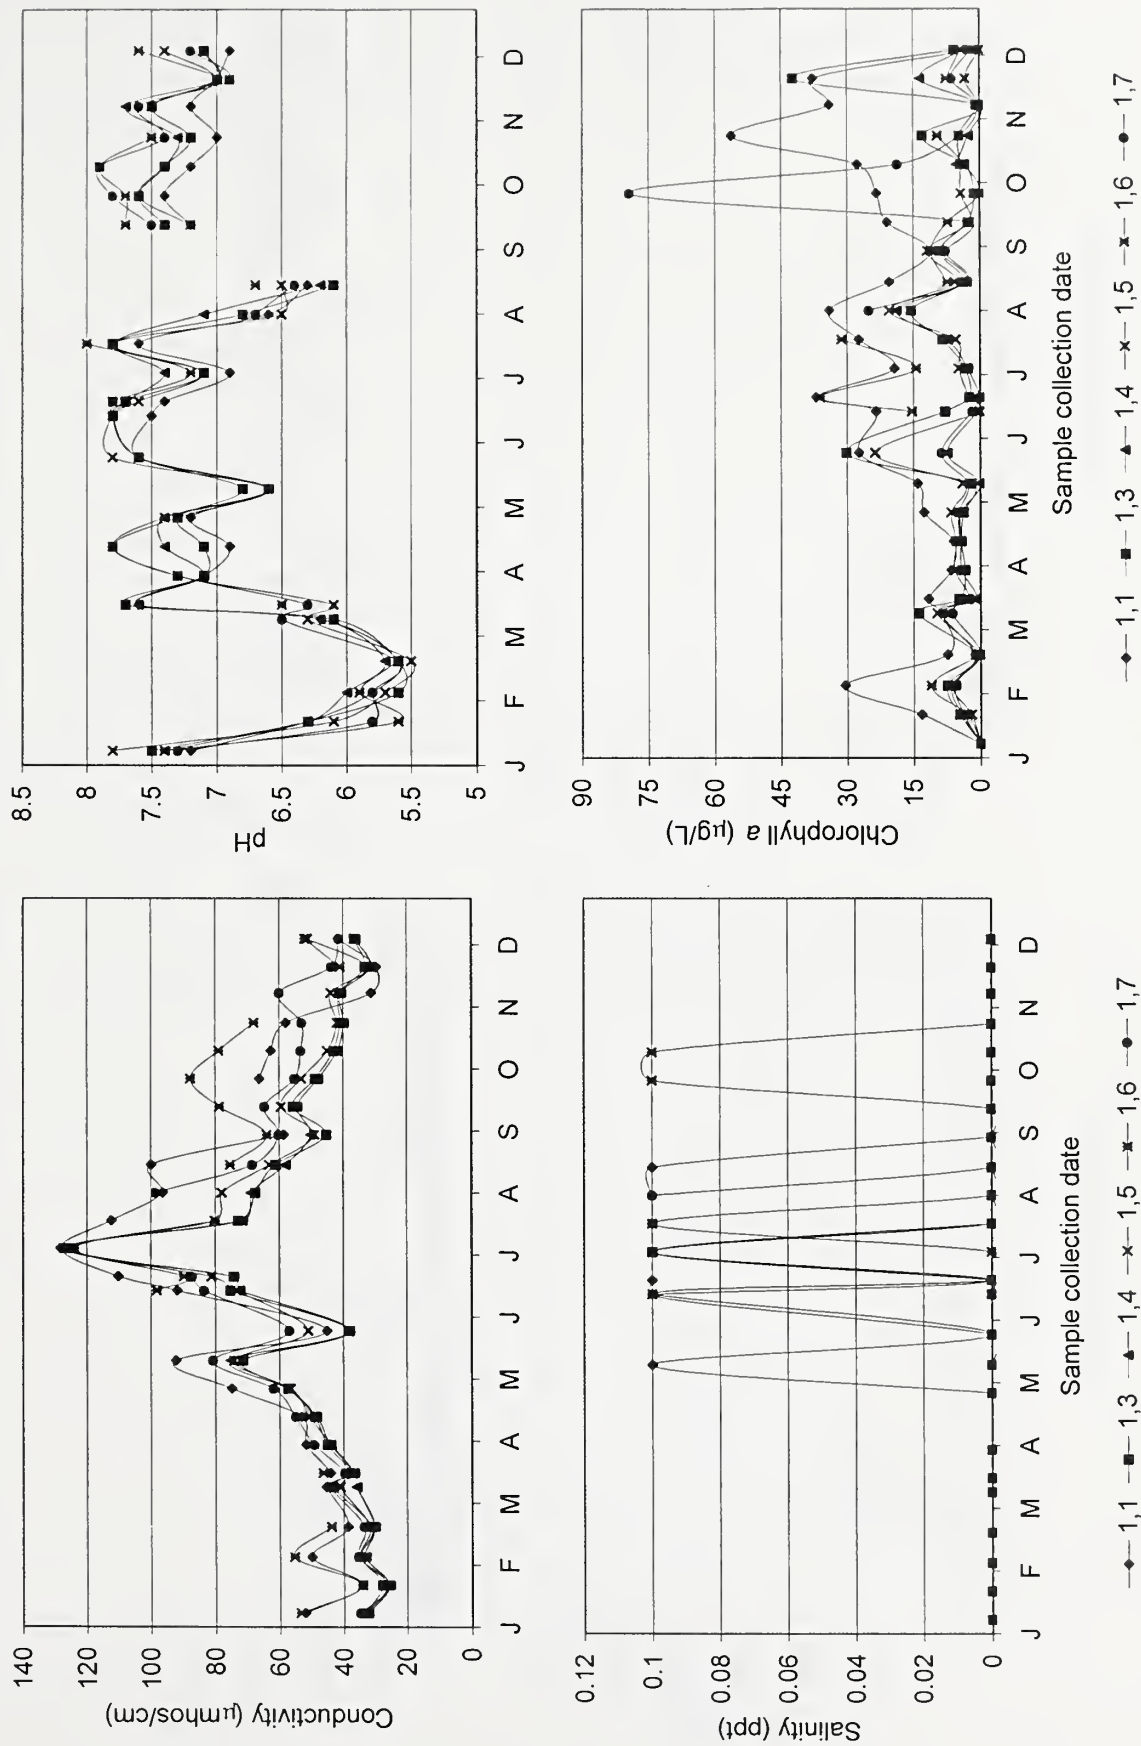 140
120
100
80
60
40
20
0
Conductivity (µmhos/cm)
J F M A M J J A S O N D
8.5
8
7.5
7
6.5
6
5.5
5
pH
J F M A M J J A S O N D
0.12
0.1
0.08
0.06
0.04
0.02
0
Salinity (ppt)
J F M A M J J A S O N D
Sample collection date
1,1 1,3 1,4 1,5 1,6 1,7
90
75
60
45
30
15
0
Chlorophyll a (µg/L)
J F M A M J J A S O N D
Sample collection date
1,1 1,3 1,4 1,5 1,6 1,7